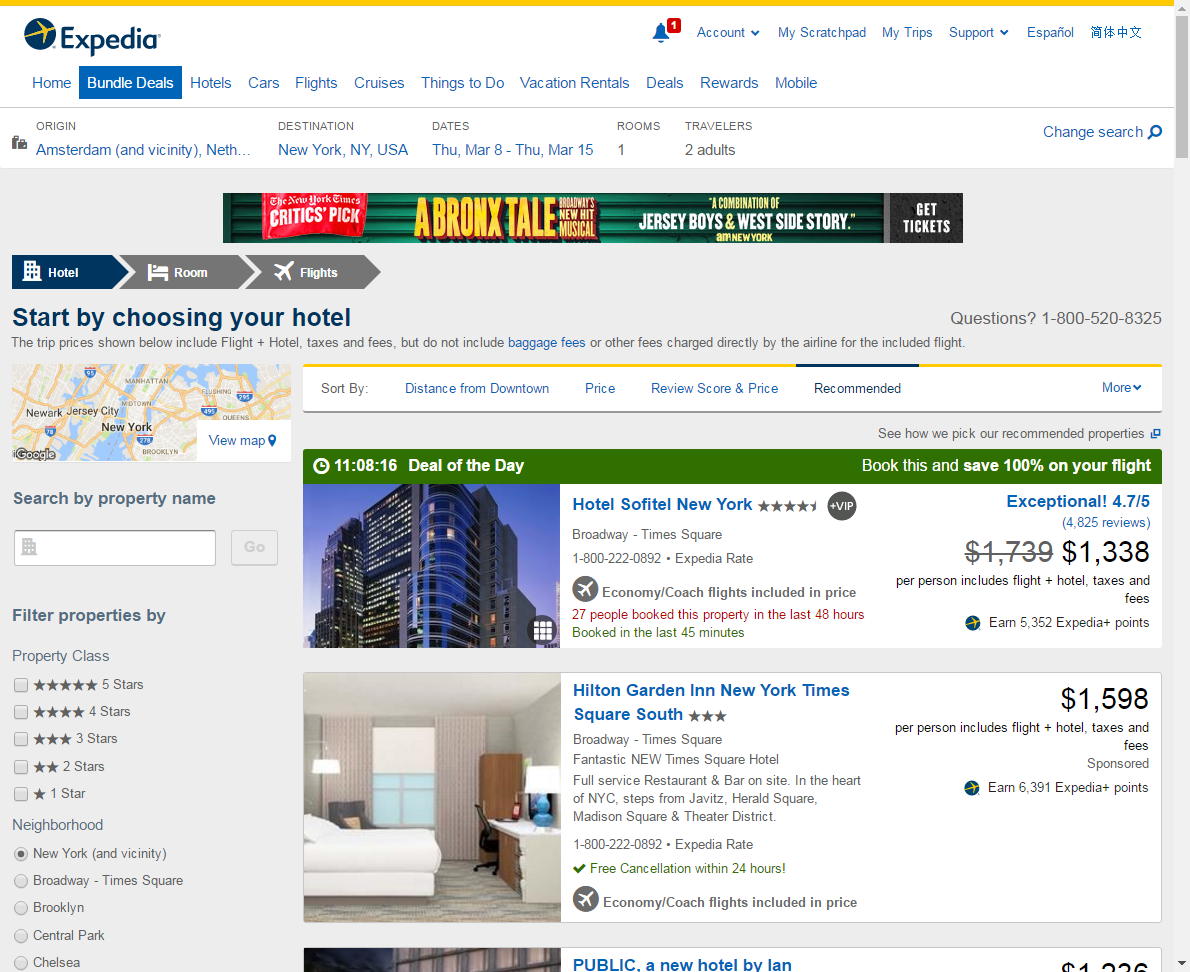 Expedia
1
Account
My Scratchpad
My Trips
Support
Español
简体中文
Home
Bundle Deals
Hotels
Cars
Flights
Cruises
Things to Do
Vacation Rentals
Deals
Rewards
Mobile
ORIGIN
DESTINATION
DATES
ROOMS
TRAVELERS
Amsterdam (and vicinity), Neth...
New York, NY, USA
Thu, Mar 8 - Thu, Mar 15
1
2 adults
Change search
The New York Times
CRITICS' PICK
A BRONX TALE
BROADWAY'S
NEW HIT
MUSICAL
"A COMBINATION OF
JERSEY BOYS & WEST SIDE STORY."
amNEWYORK
GET
TICKETS
Hotel
Room
Flights
Start by choosing your hotel
Questions? 1-800-520-8325
The trip prices shown below include Flight + Hotel, taxes and fees, but do not include baggage fees or other fees charged directly by the airline for the included flight.
95
MANHATTAN
FLUSHING
295
MIDTOWN
495
Newark
Jersey City
QUEENS
New York
78
278
BROOKLYN
Google
View map
Search by property name
Go
Filter properties by
Property Class
5 Stars
4 Stars
3 Stars
2 Stars
1 Star
Neighborhood
New York (and vicinity)
Broadway - Times Square
Brooklyn
Central Park
Chelsea
Sort By:
Distance from Downtown
Price
Review Score & Price
Recommended
More
See how we pick our recommended properties
11:08:16 Deal of the Day
Book this and save 100% on your flight
Hotel Sofitel New York
+VIP
Broadway - Times Square
1-800-222-0892 • Expedia Rate
Economy/Coach flights included in price
27 people booked this property in the last 48 hours
Booked in the last 45 minutes
Exceptional! 4.7/5
(4,825 reviews)
$1,739 $1,338
per person includes flight + hotel, taxes and
fees
Earn 5,352 Expedia+ points
Hilton Garden Inn New York Times
Square South
Broadway - Times Square
Fantastic NEW Times Square Hotel
Full service Restaurant & Bar on site. In the heart
of NYC, steps from Javitz, Herald Square,
Madison Square & Theater District.
1-800-222-0892 • Expedia Rate
Free Cancellation within 24 hours!
Economy/Coach flights included in price
$1,598
per person includes flight + hotel, taxes and
fees
Sponsored
Earn 6,391 Expedia+ points
PUBLIC, a new hotel by Ian
$1,236